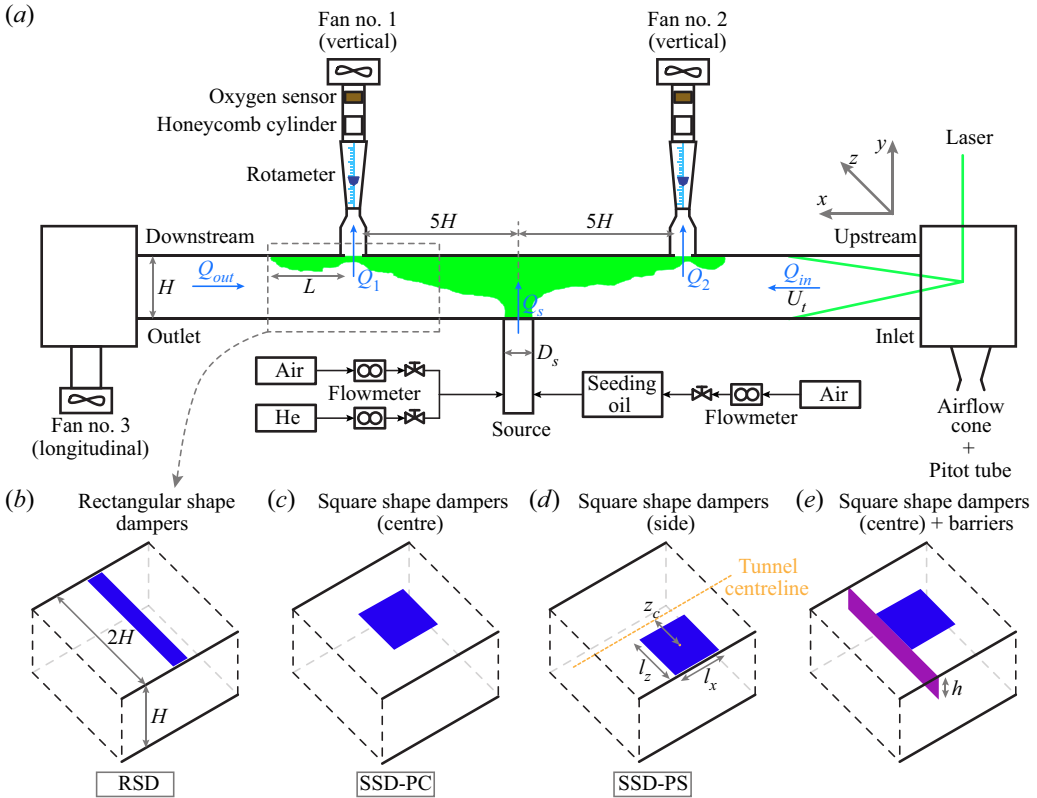 (a)
Fan no. 1
(vertical)
Fan no. 2
(vertical)
Oxygen sensor
Honeycomb cylinder
Rotameter
Laser
y
z
x
5H
5H
Downstream
Upstream
Q_out
Q_1
Q_2
Q_in
H
L
Q_s
U_t
Outlet
Inlet
D_s
Air
Flowmeter
He
Seeding
oil
Flowmeter
Air
Source
Fan no. 3
(longitudinal)
Airflow
cone
+
Pitot tube
(b)
Rectangular shape
dampers
2H
H
RSD
(c)
Square shape dampers
(centre)
SSD-PC
(d)
Square shape dampers
(side)
Tunnel
centreline
z_c
l_z
l_x
SSD-PS
(e)
Square shape dampers
(centre) + barriers
h